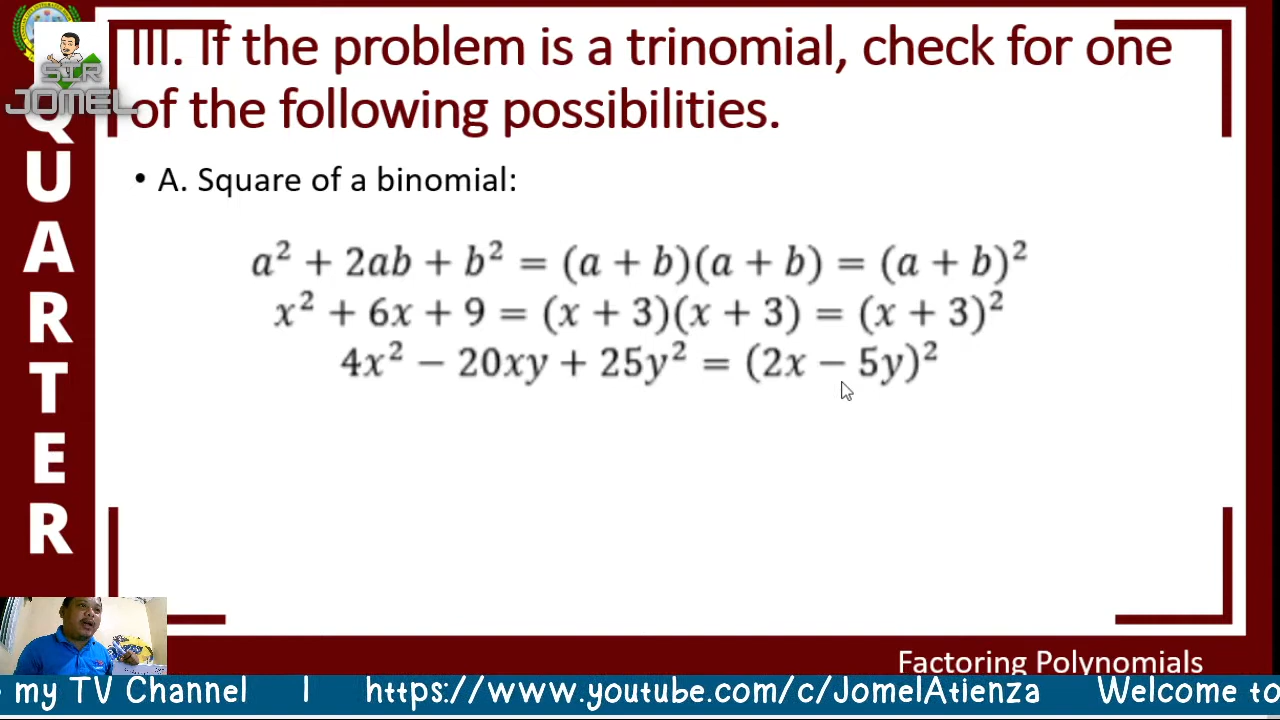 III. If the problem is a trinomial, check for one
of the following possibilities.
SIR
JOMEL
QUARTER
• A. Square of a binomial:
a² + 2ab + b² = (a + b)(a + b) = (a + b)²
x² + 6x + 9 = (x + 3)(x + 3) = (x + 3)²
4x² − 20xy + 25y² = (2x − 5y)²
Factoring Polynomials
my TV Channel | https://www.youtube.com/c/JomelAtienza Welcome to